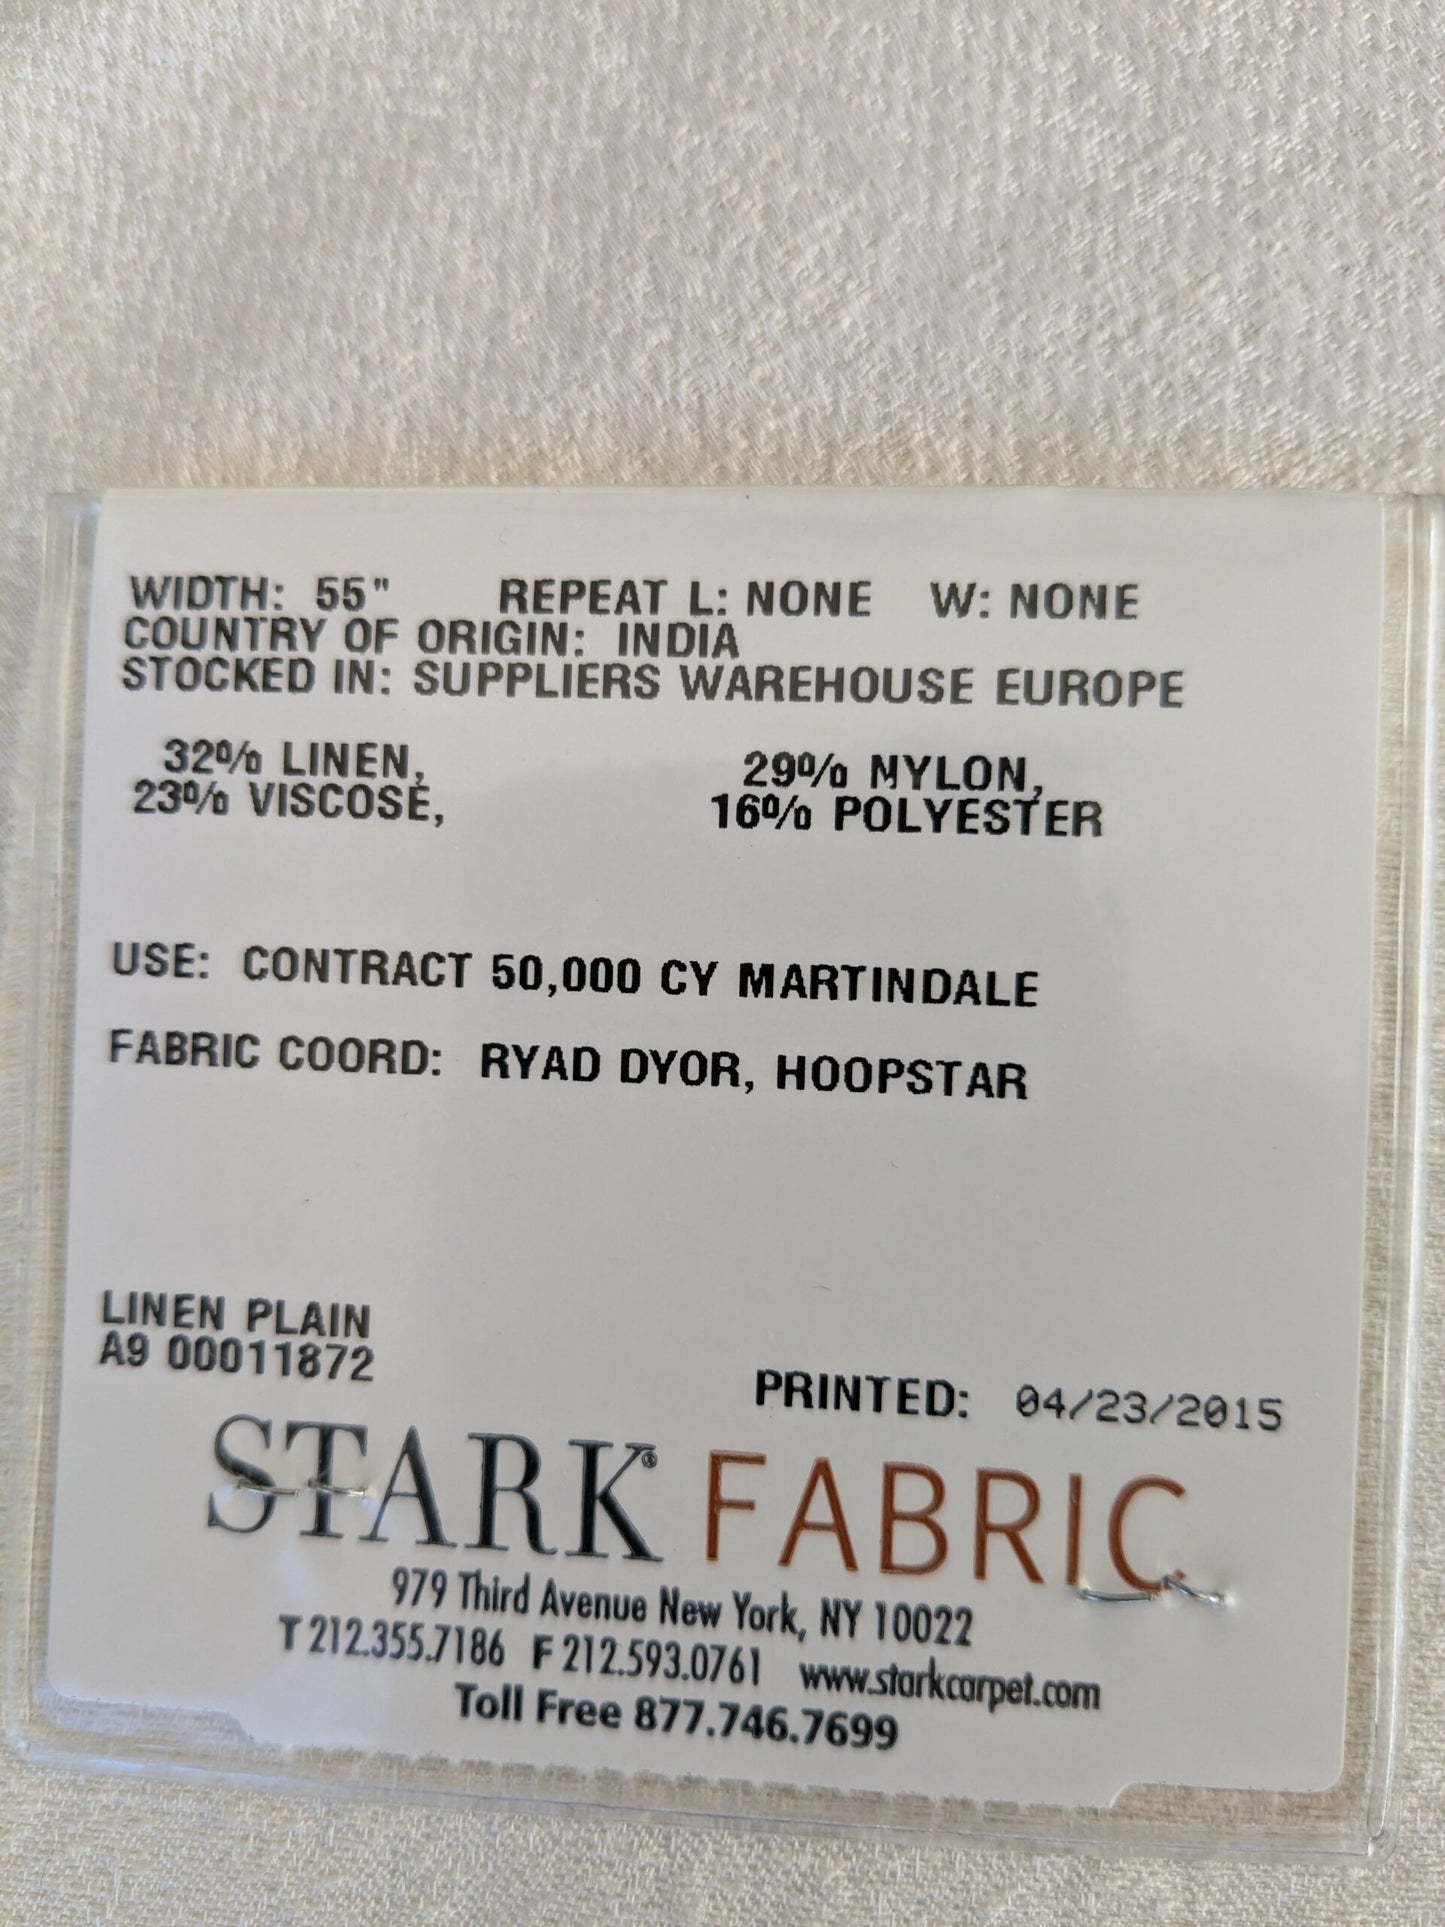 WIDTH: 55" REPEAT L: NONE W: NONE
COUNTRY OF ORIGIN: INDIA
STOCKED IN: SUPPLIERS WAREHOUSE EUROPE
32% LINEN, 29% NYLON,
23% VISCOSE, 16% POLYESTER
USE: CONTRACT 50,000 CY MARTINDALE
FABRIC COORD: RYAD DYOR, HOOPSTAR
LINEN PLAIN
A9 00011872
PRINTED: 04/23/2015
STARK® FABRIC
979 Third Avenue New York, NY 10022
T 212.355.7186 F 212.593.0761 www.starkcarpet.com
Toll Free 877.746.7699